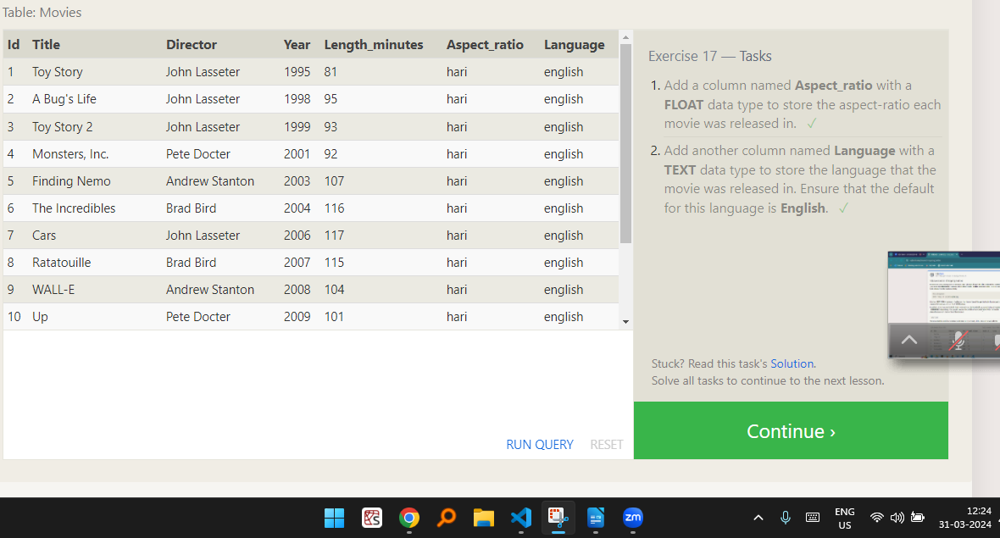 Table: Movies
Id Title Director Year Length_minutes Aspect_ratio Language
1 Toy Story John Lasseter 1995 81 hari english
2 A Bug's Life John Lasseter 1998 95 hari english
3 Toy Story 2 John Lasseter 1999 93 hari english
4 Monsters, Inc. Pete Docter 2001 92 hari english
5 Finding Nemo Andrew Stanton 2003 107 hari english
6 The Incredibles Brad Bird 2004 116 hari english
7 Cars John Lasseter 2006 117 hari english
8 Ratatouille Brad Bird 2007 115 hari english
9 WALL-E Andrew Stanton 2008 104 hari english
10 Up Pete Docter 2009 101 hari english
RUN QUERY RESET
Exercise 17 — Tasks
1. Add a column named Aspect_ratio with a
FLOAT data type to store the aspect-ratio each
movie was released in. ✓
2. Add another column named Language with a
TEXT data type to store the language that the
movie was released in. Ensure that the default
for this language is English. ✓
Stuck? Read this task's Solution.
Solve all tasks to continue to the next lesson.
Continue ›
zm
ENG
US
12:24
31-03-2024